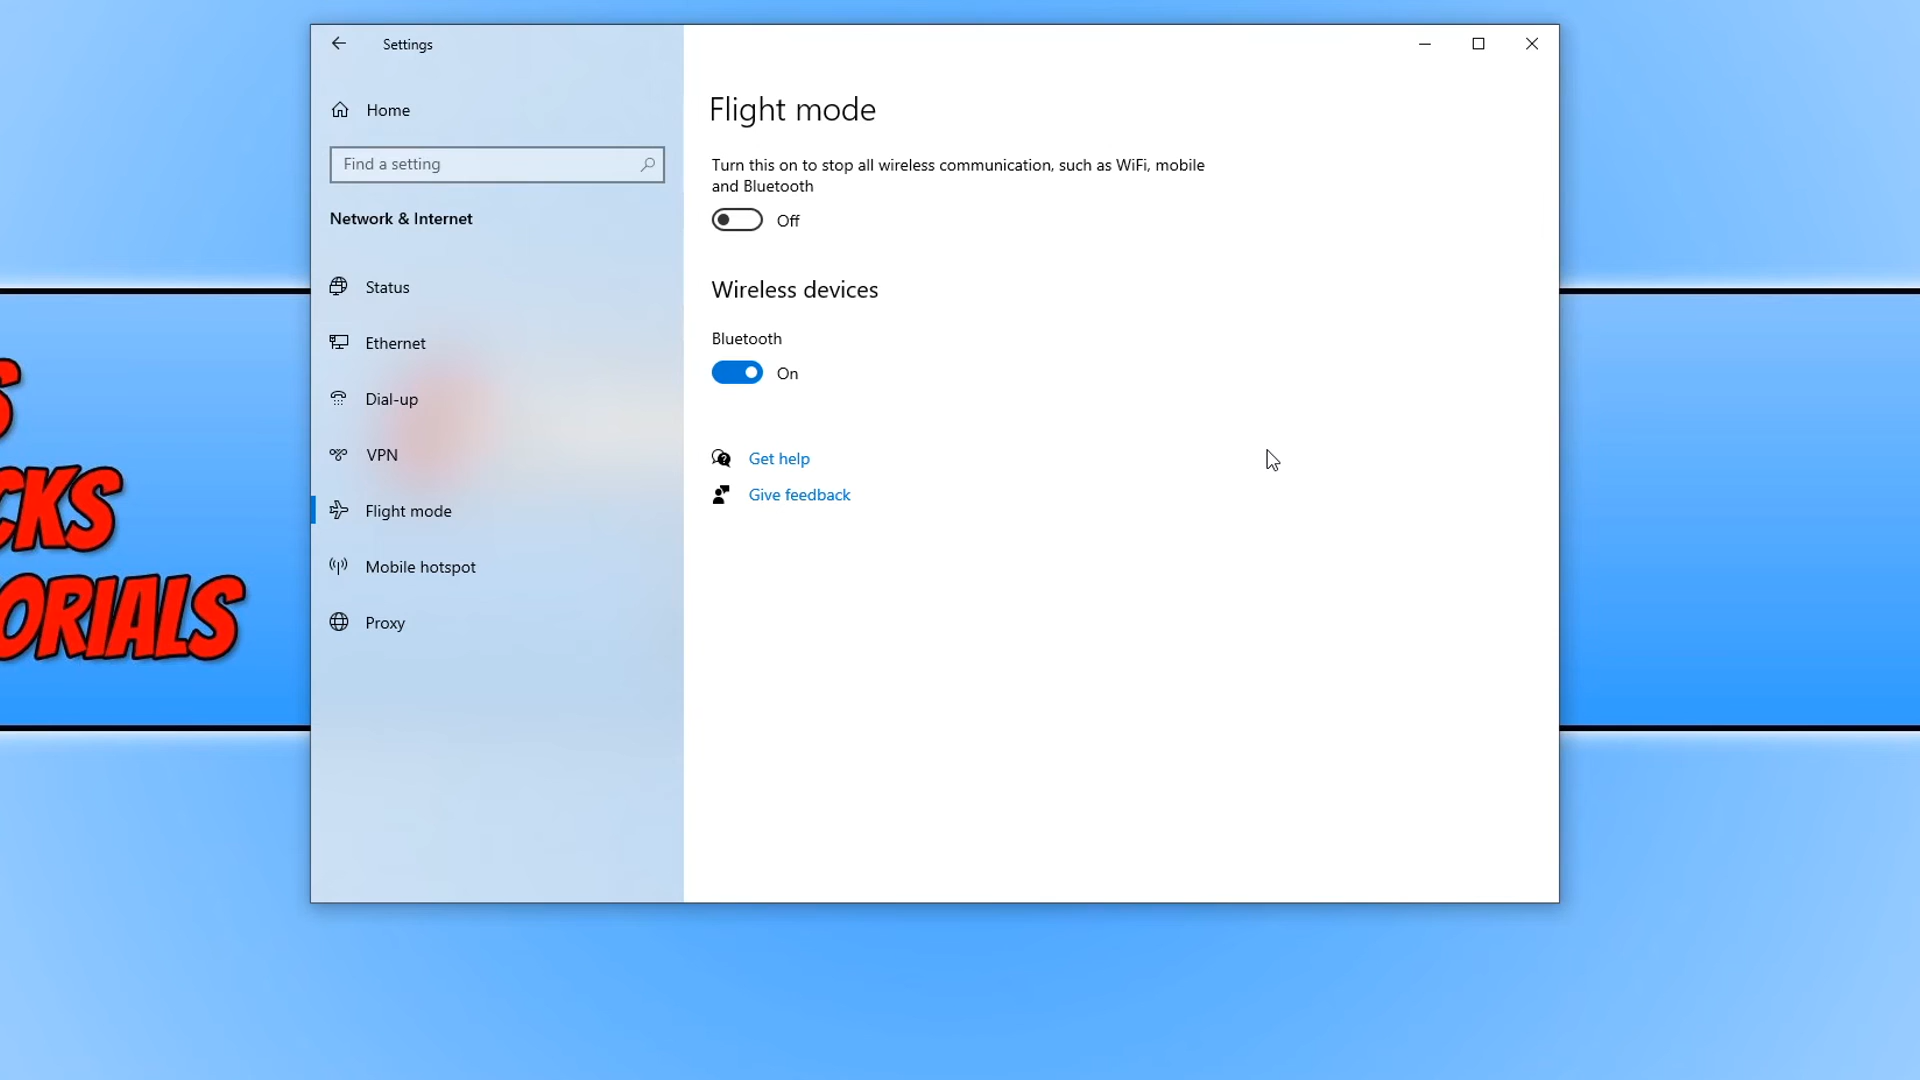 Settings
Home
Find a setting
Network & Internet
Status
Ethernet
Dial-up
VPN
Flight mode
Mobile hotspot
Proxy
Flight mode
Turn this on to stop all wireless communication, such as WiFi, mobile
and Bluetooth
Off
Wireless devices
Bluetooth
On
Get help
Give feedback